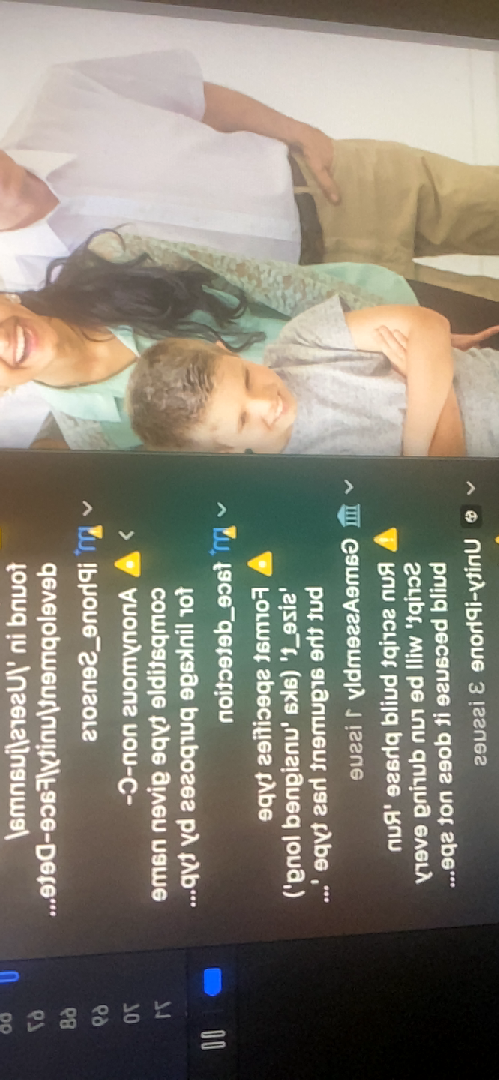 Unity-iPhone 3 issues
build because it does not spe...
Script' will be run during every
Run script build phase 'Run
GameAssembly 1 issue
but the argument has type '...
'size_t' (aka 'unsigned long')
Format specifies type
face_detection
for linkage purposes by typ...
compatible type given name
Anonymous non-C-
Iphone_Sensors
development/unity/Face-Dete...
found in '/Users/
66
67
68
69
70
71